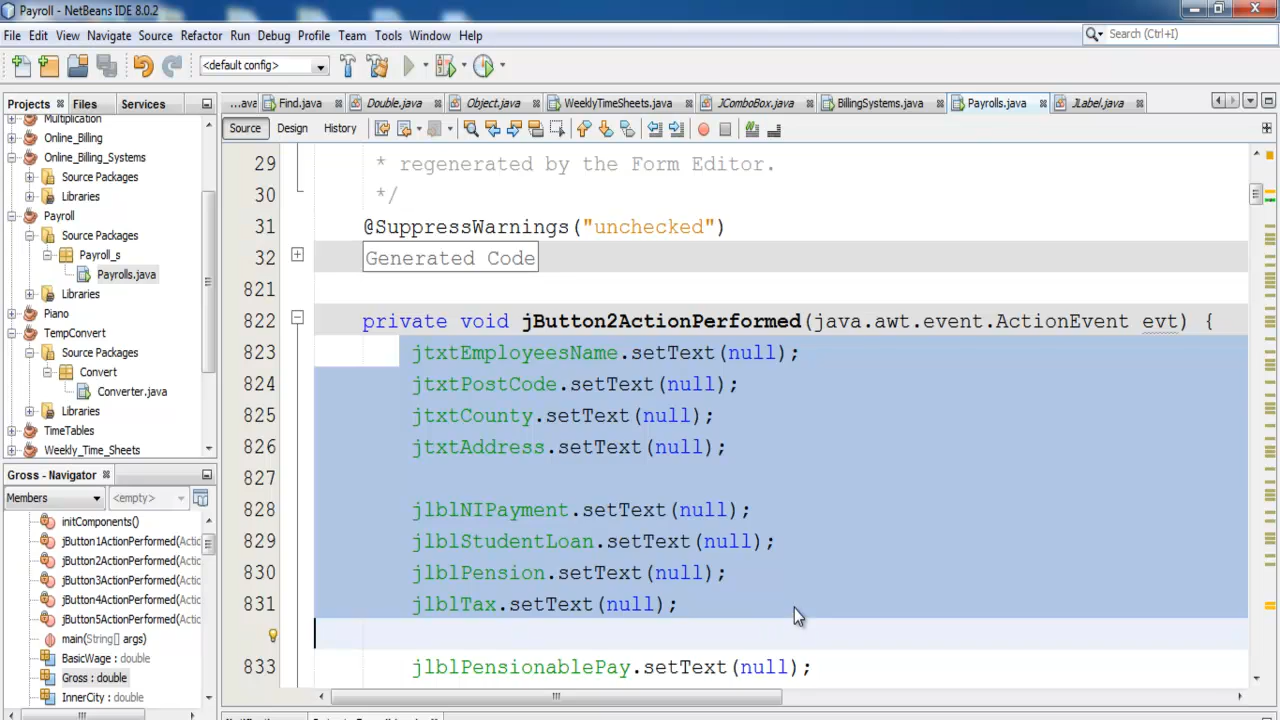 Payroll - NetBeans IDE 8.0.2
File Edit View Navigate Source Refactor Run Debug Profile Team Tools Window Help
Search (Ctrl+I)
<default config>
Projects Files Services
...ava Find.java Double.java Object.java WeeklyTimeSheets.java JComboBox.java BillingSystems.java Payrolls.java JLabel.java
Source Design History
Multiplication
Online_Billing
Online_Billing_Systems
Source Packages
Libraries
Payroll
Source Packages
Payroll_s
Payrolls.java
Libraries
Piano
TempConvert
Source Packages
Convert
Converter.java
Libraries
TimeTables
Weekly_Time_Sheets
Gross - Navigator
Members <empty>
initComponents()
jButton1ActionPerformed(Actic
jButton2ActionPerformed(Actic
jButton3ActionPerformed(Actic
jButton4ActionPerformed(Actic
jButton5ActionPerformed(Actic
main(String[] args)
BasicWage : double
Gross : double
InnerCity : double
29 * regenerated by the Form Editor.
30 */
31 @SuppressWarnings("unchecked")
32 Generated Code
821
822 private void jButton2ActionPerformed(java.awt.event.ActionEvent evt) {
823 jtxtEmployeesName.setText(null);
824 jtxtPostCode.setText(null);
825 jtxtCounty.setText(null);
826 jtxtAddress.setText(null);
827
828 jlblNIPayment.setText(null);
829 jlblStudentLoan.setText(null);
830 jlblPension.setText(null);
831 jlblTax.setText(null);
833 jlblPensionablePay.setText(null);